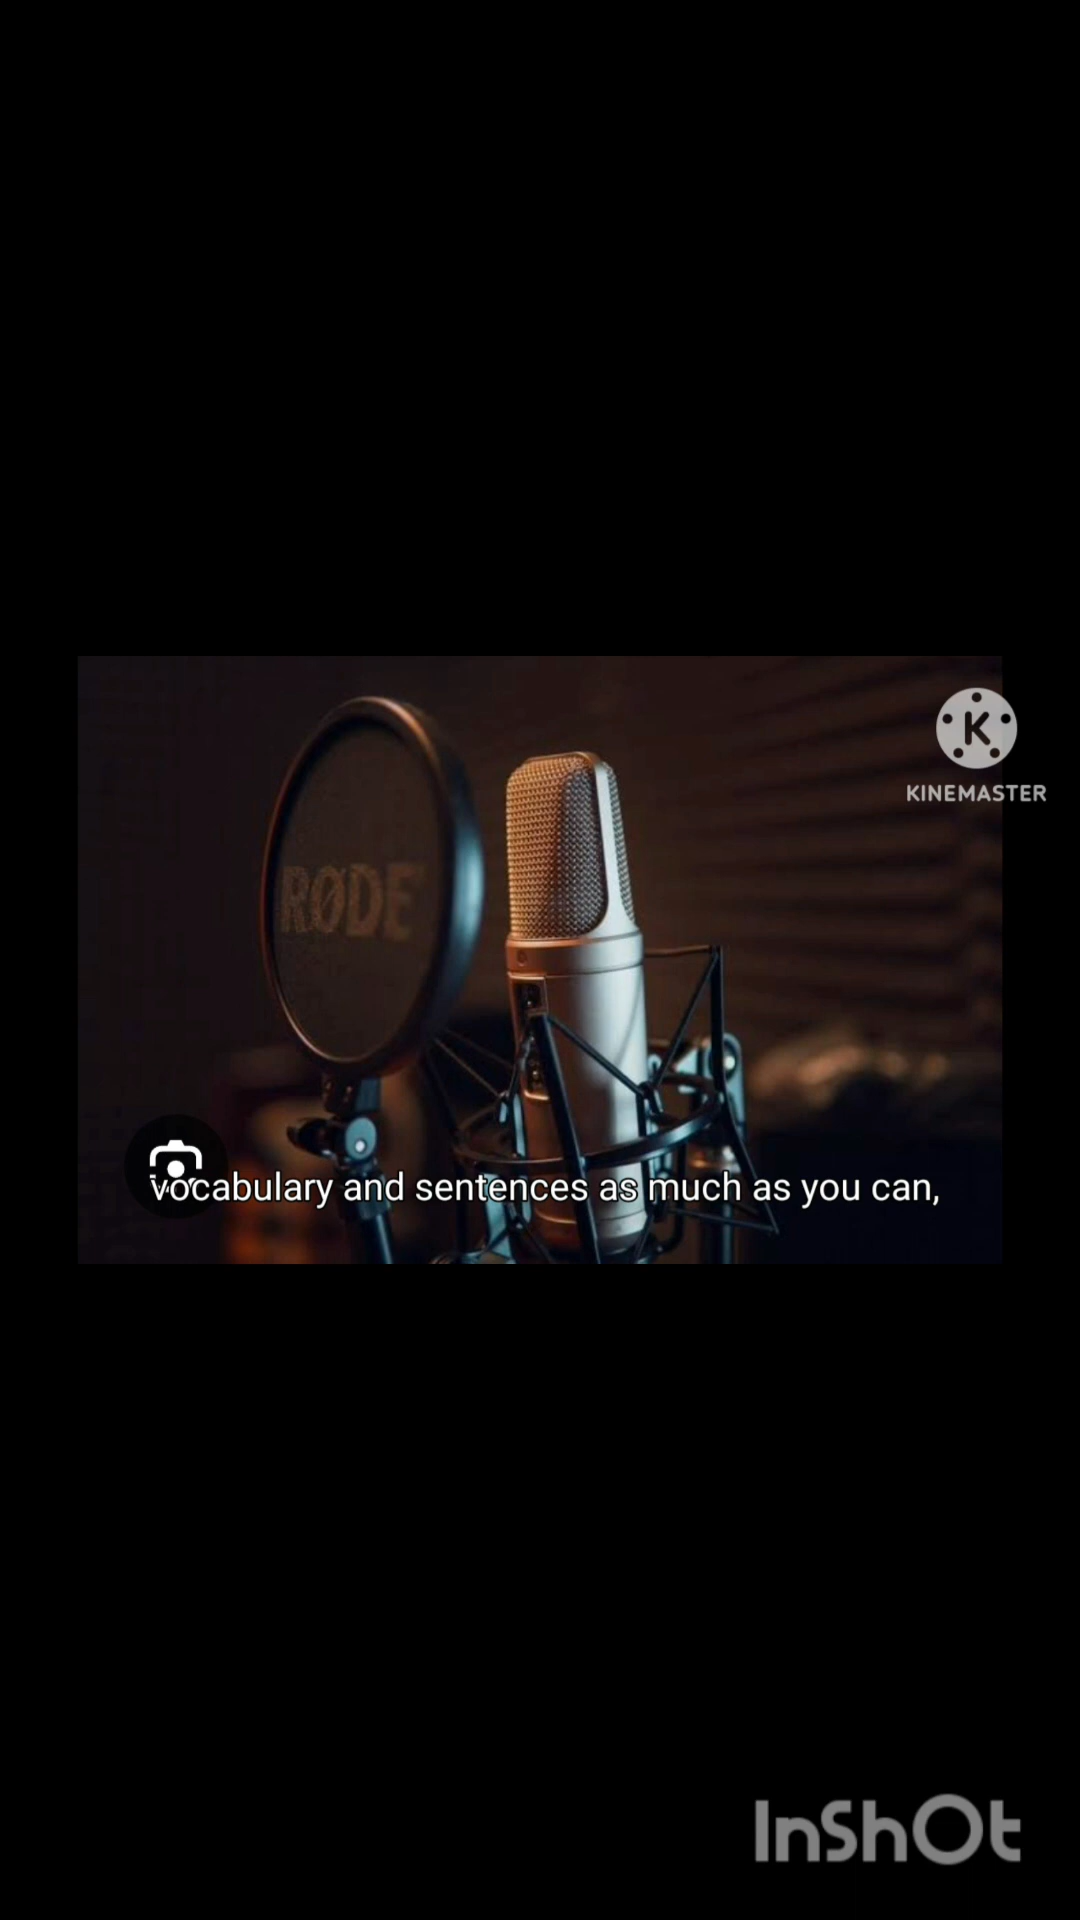 K
KINEMASTER
RØDE
vocabulary and sentences as much as you can,
InShOt